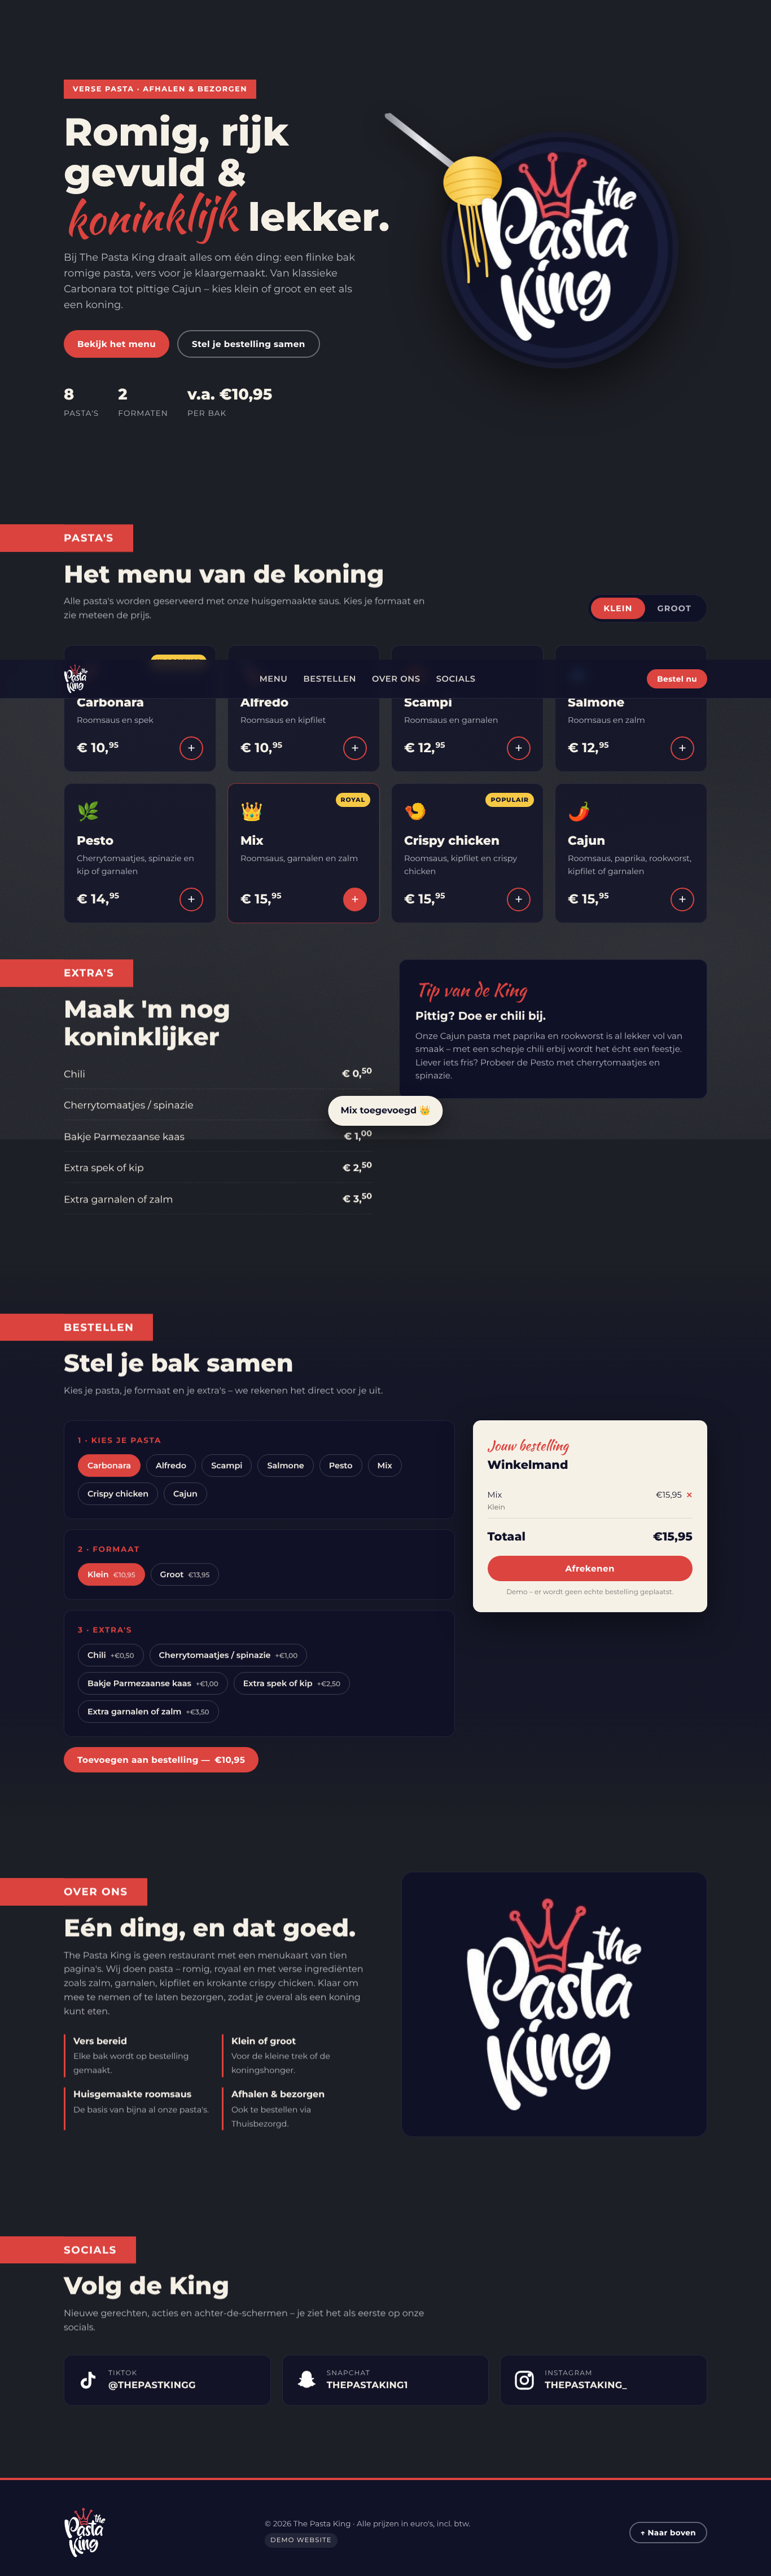 VERSE PASTA · AFHALEN & BEZORGEN
Romig, rijk
gevuld &
koninklijk lekker.
Bij The Pasta King draait alles om één ding: een flinke bak
romige pasta, vers voor je klaargemaakt. Van klassieke
Carbonara tot pittige Cajun – kies klein of groot en eet als
een koning.
Bekijk het menu
Stel je bestelling samen
8
PASTA'S
2
FORMATEN
v.a. €10,95
PER BAK
the
Pasta
King
PASTA'S
Het menu van de koning
Alle pasta's worden geserveerd met onze huisgemaakte saus. Kies je formaat en
zie meteen de prijs.
KLEIN
GROOT
the
Pasta
King
MENU
BESTELLEN
OVER ONS
SOCIALS
Bestel nu
Carbonara
Roomsaus en spek
€ 10,95
+
Alfredo
Roomsaus en kipfilet
€ 10,95
+
Scampi
Roomsaus en garnalen
€ 12,95
+
Salmone
Roomsaus en zalm
€ 12,95
+
Pesto
Cherrytomaatjes, spinazie en
kip of garnalen
€ 14,95
+
ROYAL
Mix
Roomsaus, garnalen en zalm
€ 15,95
+
POPULAIR
Crispy chicken
Roomsaus, kipfilet en crispy
chicken
€ 15,95
+
Cajun
Roomsaus, paprika, rookworst,
kipfilet of garnalen
€ 15,95
+
EXTRA'S
Maak 'm nog
koninklijker
Chili
€ 0,50
Cherrytomaatjes / spinazie
Bakje Parmezaanse kaas
€ 1,00
Extra spek of kip
€ 2,50
Extra garnalen of zalm
€ 3,50
Tip van de King
Pittig? Doe er chili bij.
Onze Cajun pasta met paprika en rookworst is al lekker vol van
smaak – met een schepje chili erbij wordt het écht een feestje.
Liever iets fris? Probeer de Pesto met cherrytomaatjes en
spinazie.
Mix toegevoegd 👑
BESTELLEN
Stel je bak samen
Kies je pasta, je formaat en je extra's – we rekenen het direct voor je uit.
1 · KIES JE PASTA
Carbonara
Alfredo
Scampi
Salmone
Pesto
Mix
Crispy chicken
Cajun
2 · FORMAAT
Klein €10,95
Groot €13,95
3 · EXTRA'S
Chili +€0,50
Cherrytomaatjes / spinazie +€1,00
Bakje Parmezaanse kaas +€1,00
Extra spek of kip +€2,50
Extra garnalen of zalm +€3,50
Toevoegen aan bestelling — €10,95
Jouw bestelling
Winkelmand
Mix
€15,95 ×
Klein
Totaal
€15,95
Afrekenen
Demo – er wordt geen echte bestelling geplaatst.
OVER ONS
Eén ding, en dat goed.
The Pasta King is geen restaurant met een menukaart van tien
pagina's. Wij doen pasta – romig, royaal en met verse ingrediënten
zoals zalm, garnalen, kipfilet en krokante crispy chicken. Klaar om
mee te nemen of te laten bezorgen, zodat je overal als een koning
kunt eten.
Vers bereid
Elke bak wordt op bestelling
gemaakt.
Klein of groot
Voor de kleine trek of de
koningshonger.
Huisgemaakte roomsaus
De basis van bijna al onze pasta's.
Afhalen & bezorgen
Ook te bestellen via
Thuisbezorgd.
the
Pasta
King
SOCIALS
Volg de King
Nieuwe gerechten, acties en achter-de-schermen – je ziet het als eerste op onze
socials.
TIKTOK
@THEPASTKINGG
SNAPCHAT
THEPASTAKING1
INSTAGRAM
THEPASTAKING_
the
Pasta
King
© 2026 The Pasta King · Alle prijzen in euro's, incl. btw.
DEMO WEBSITE
↑ Naar boven